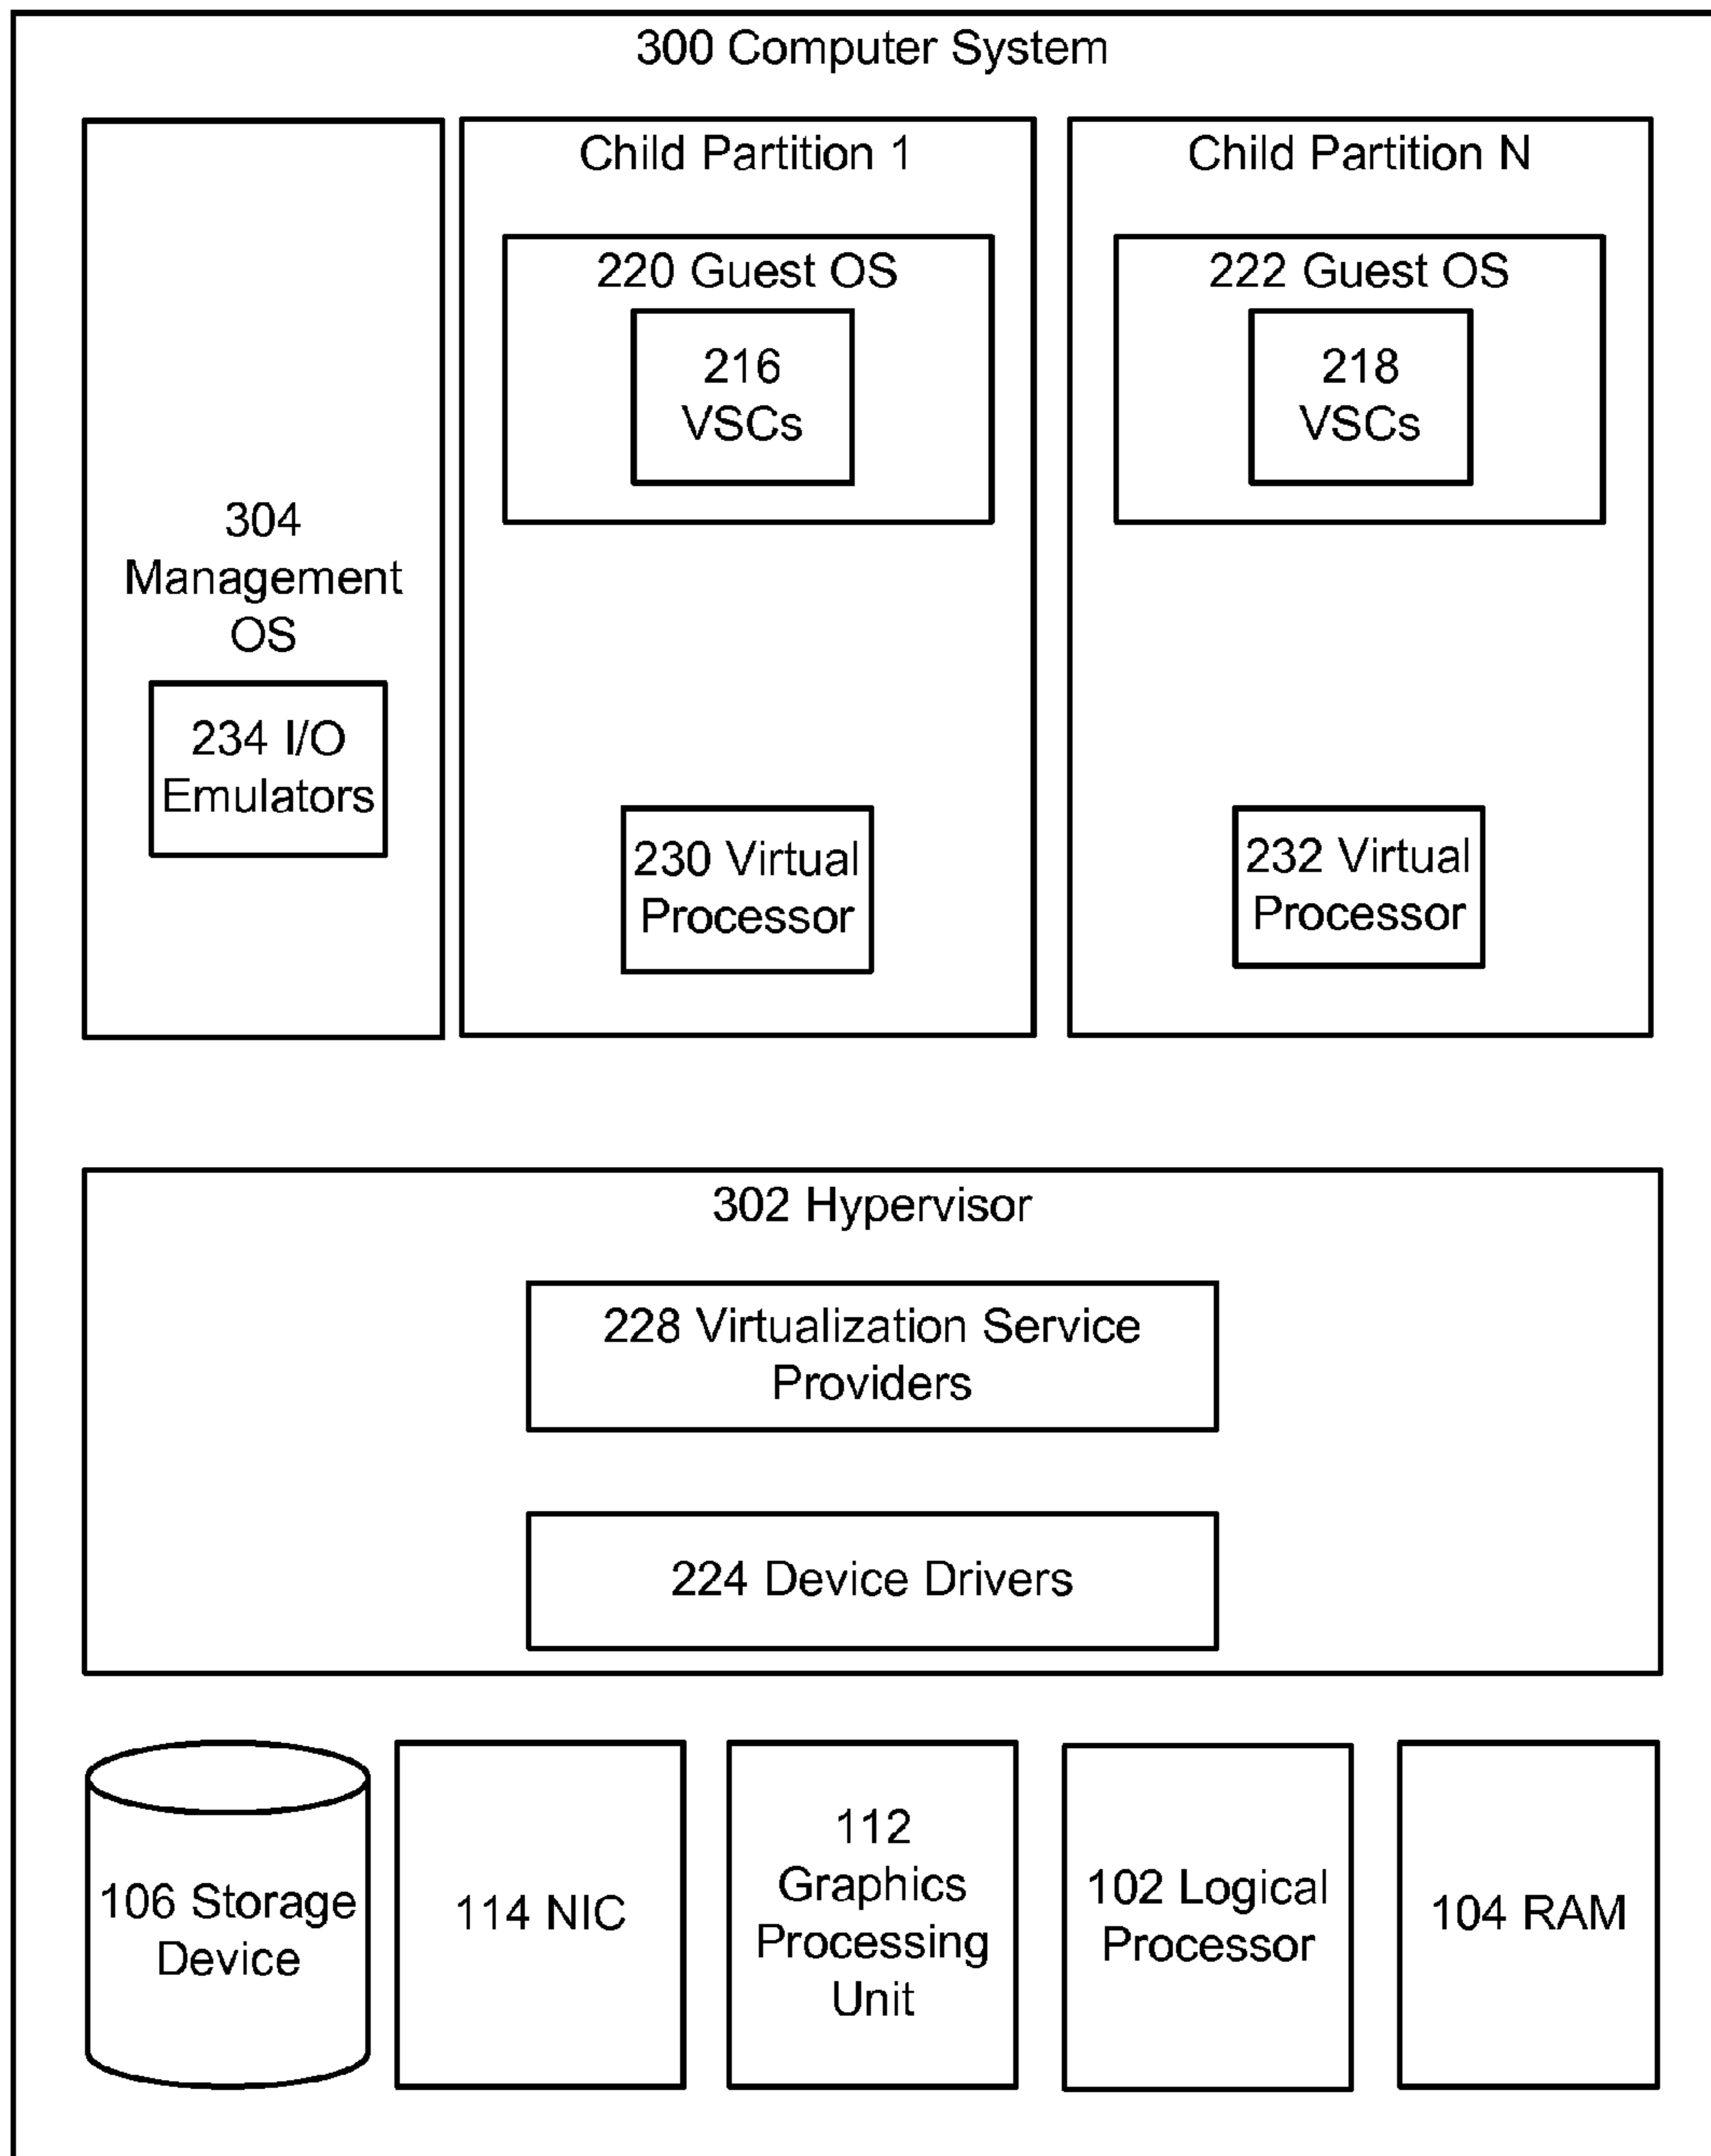 300 Computer System
304
Management
OS
234 I/O
Emulators
Child Partition 1
220 Guest OS
216
VSCs
230 Virtual
Processor
Child Partition N
222 Guest OS
218
VSCs
232 Virtual
Processor
302 Hypervisor
228 Virtualization Service
Providers
224 Device Drivers
106 Storage
Device
114 NIC
112
Graphics
Processing
Unit
102 Logical
Processor
104 RAM